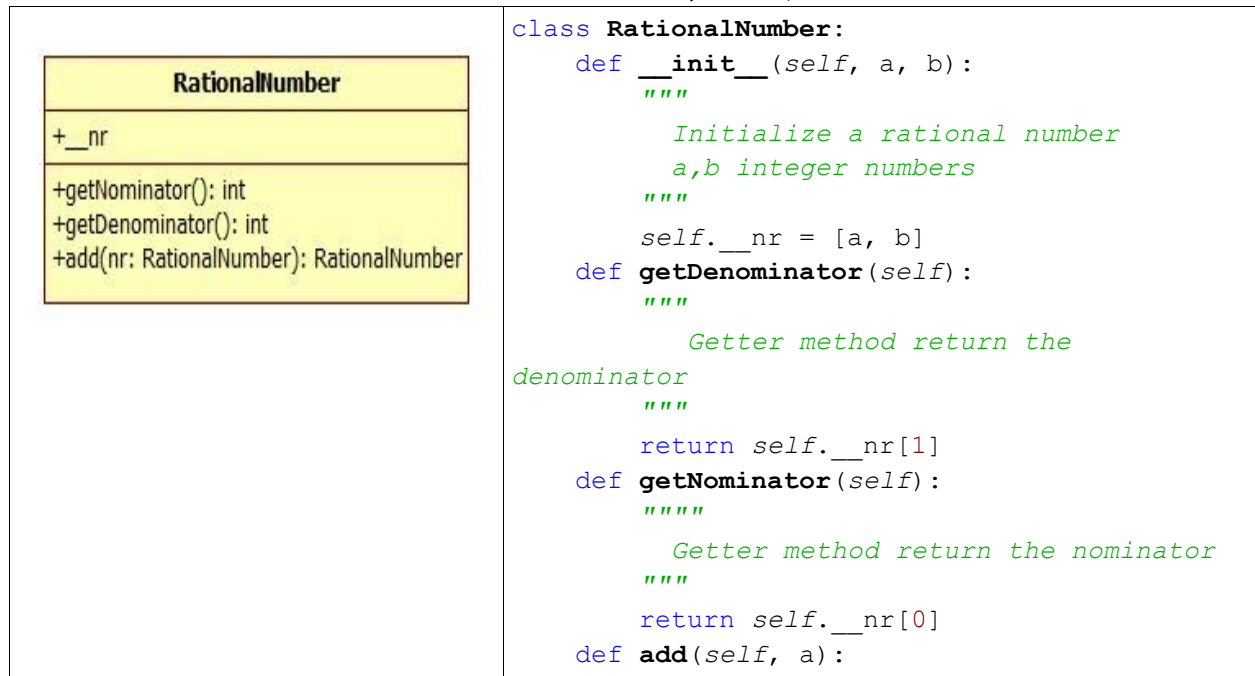 RationalNumber
+__nr
+getNominator(): int
+getDenominator(): int
+add(nr: RationalNumber): RationalNumber
class RationalNumber:
    def __init__(self, a, b):
        """
          Initialize a rational number
          a,b integer numbers
        """
        self.__nr = [a, b]
    def getDenominator(self):
        """
           Getter method return the
denominator
        """
        return self.__nr[1]
    def getNominator(self):
        """"
          Getter method return the nominator
        """
        return self.__nr[0]
    def add(self, a):